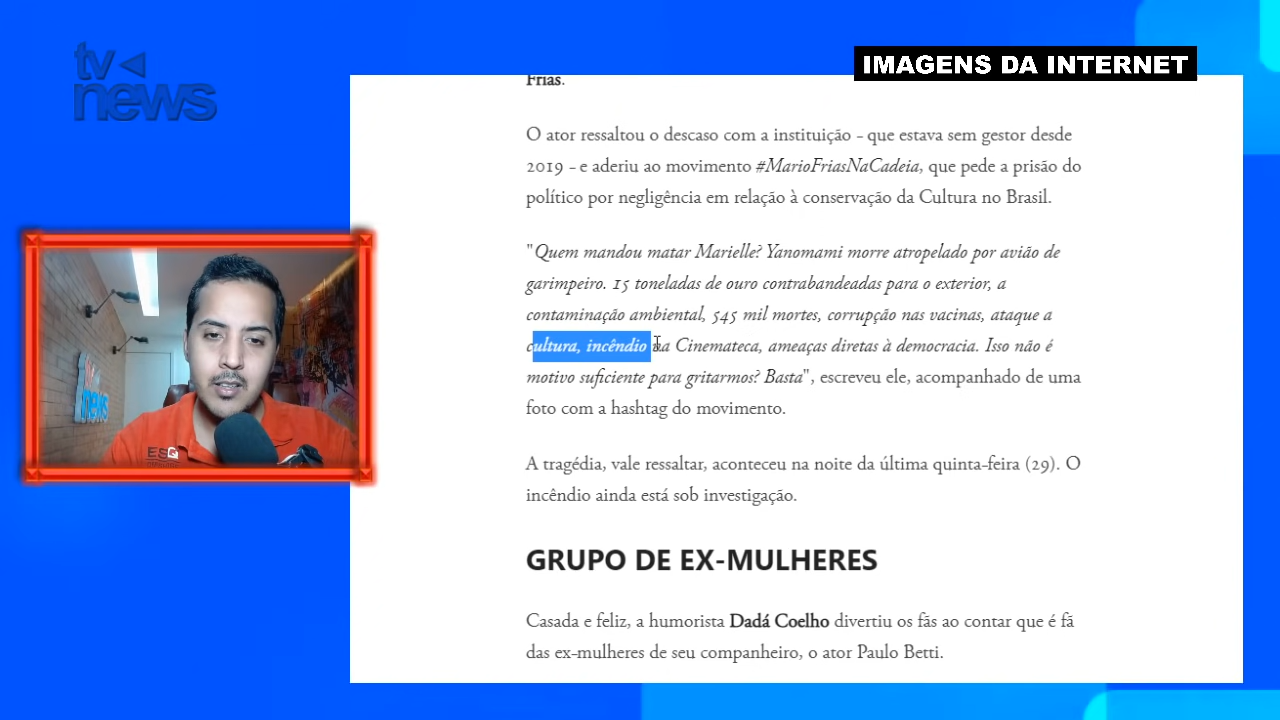 tv
news
IMAGENS DA INTERNET
Frias.
O ator ressaltou o descaso com a instituição - que estava sem gestor desde
2019 - e aderiu ao movimento #MarioFriasNaCadeia, que pede a prisão do
político por negligência em relação à conservação da Cultura no Brasil.
"Quem mandou matar Marielle? Yanomami morre atropelado por avião de
garimpeiro. 15 toneladas de ouro contrabandeadas para o exterior, a
contaminação ambiental, 545 mil mortes, corrupção nas vacinas, ataque a
cultura, incêndio na Cinemateca, ameaças diretas à democracia. Isso não é
motivo suficiente para gritarmos? Basta", escreveu ele, acompanhado de uma
foto com a hashtag do movimento.
A tragédia, vale ressaltar, aconteceu na noite da última quinta-feira (29). O
incêndio ainda está sob investigação.
GRUPO DE EX-MULHERES
Casada e feliz, a humorista Dadá Coelho divertiu os fãs ao contar que é fã
das ex-mulheres de seu companheiro, o ator Paulo Betti.
news
ESQ